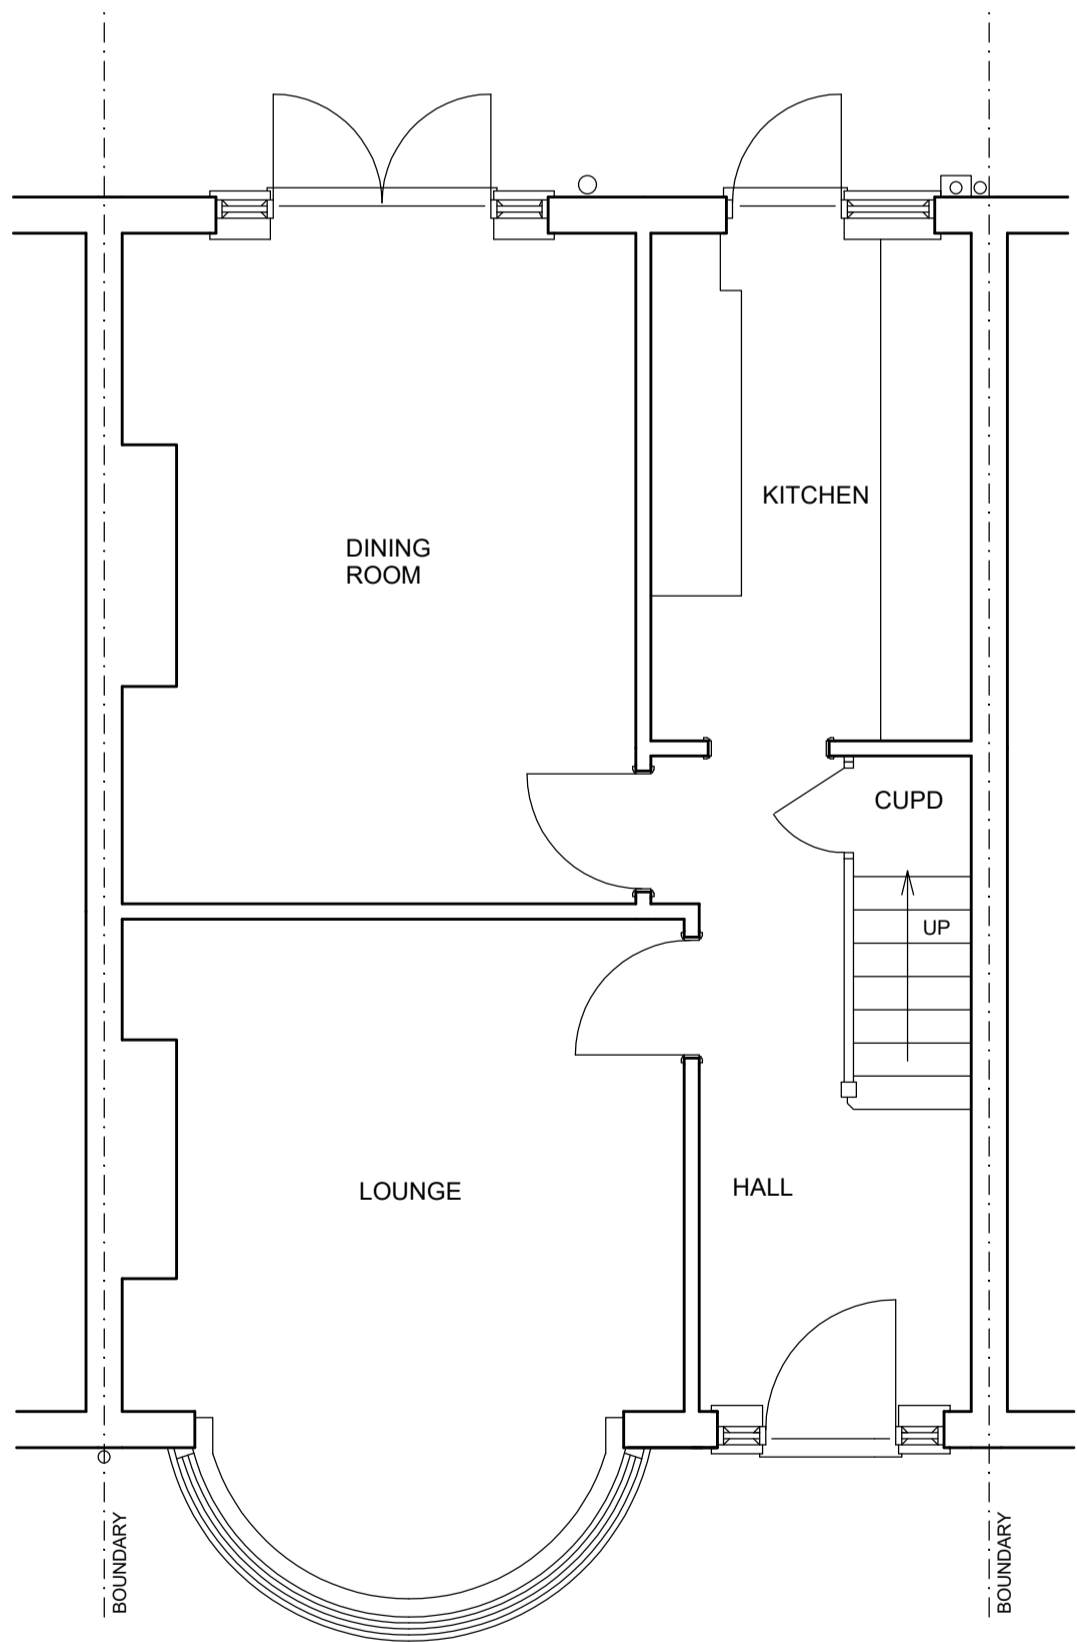 KITCHEN
DINING
ROOM
CUPD
UP
LOUNGE
HALL
BOUNDARY
BOUNDARY